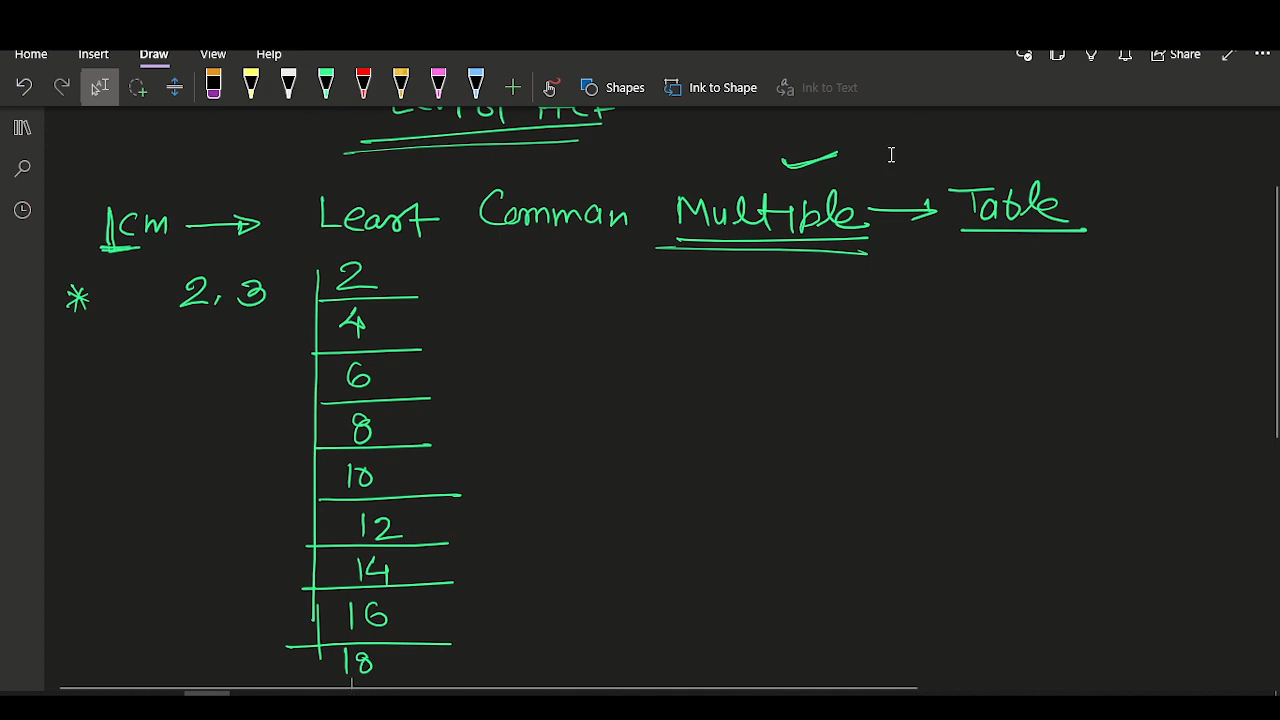 Home Insert Draw View Help Share
Shapes Ink to Shape Ink to Text
lcm → Least Comman Multiple → Table
* 2, 3 2
4
6
8
10
12
14
16
18